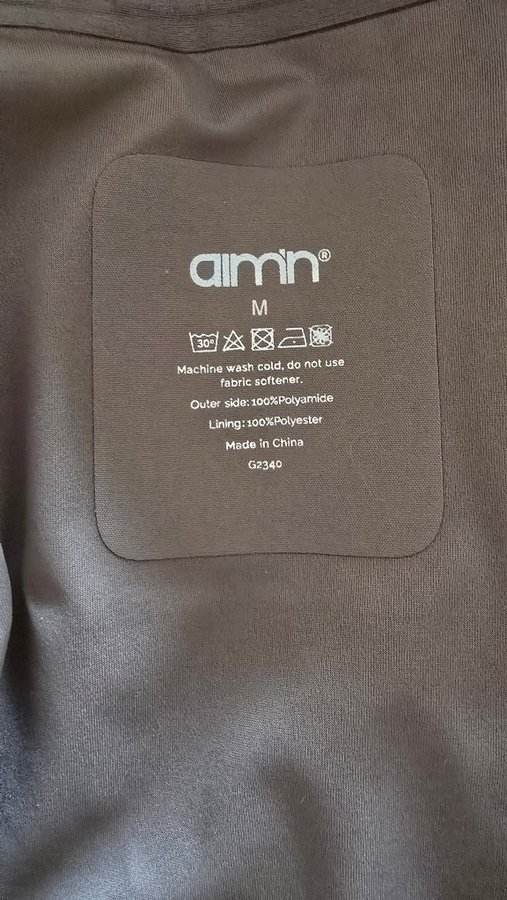 aim'n®
M
30°
Machine wash cold, do not use
fabric softener.
Outer side:100%Polyamide
Lining:100%Polyester
Made in China
G2340